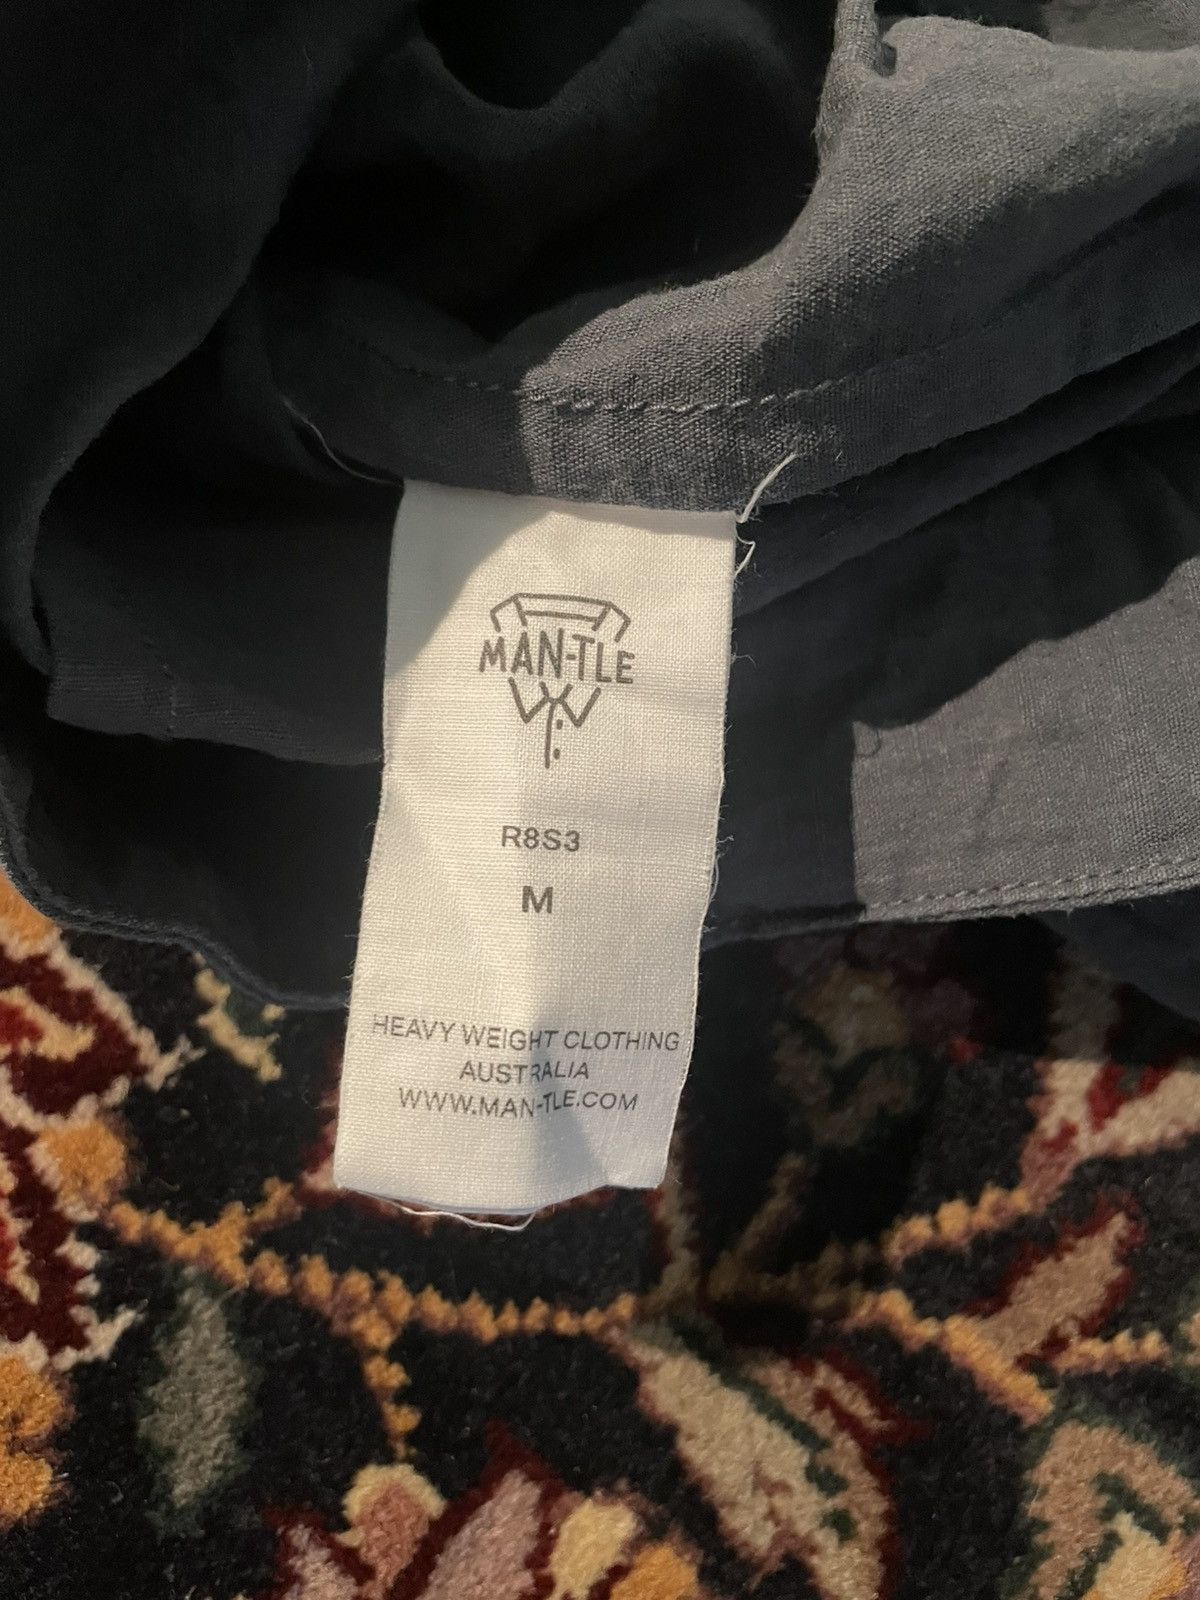 MAN-TLE
R8S3
M
HEAVY WEIGHT CLOTHING
AUSTRALIA
WWW.MAN-TLE.COM